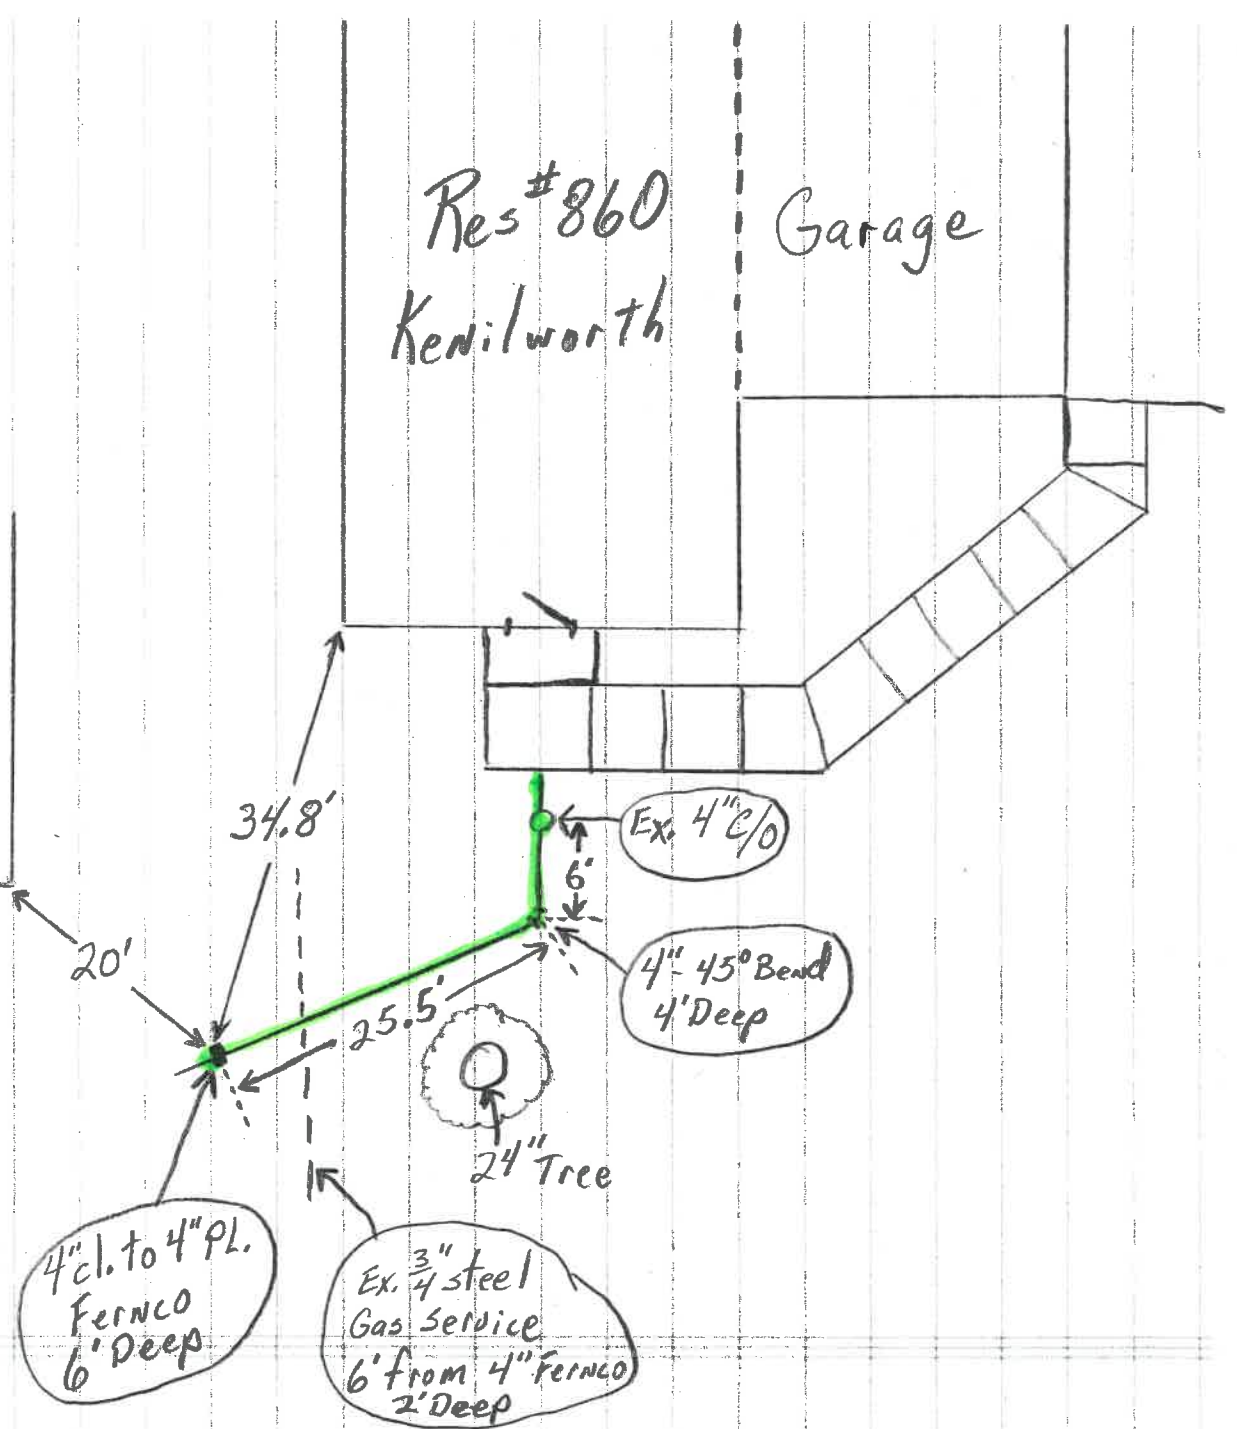 Res #860
Kenilworth
Garage
34.8'
Ex. 4" C/O
6'
20'
4"- 45° Bend
4' Deep
25.5'
24" Tree
4" cl. to 4" PL.
Fernco
6' Deep
Ex. 3/4" steel
Gas Service
6' from 4" Fernco
2' Deep